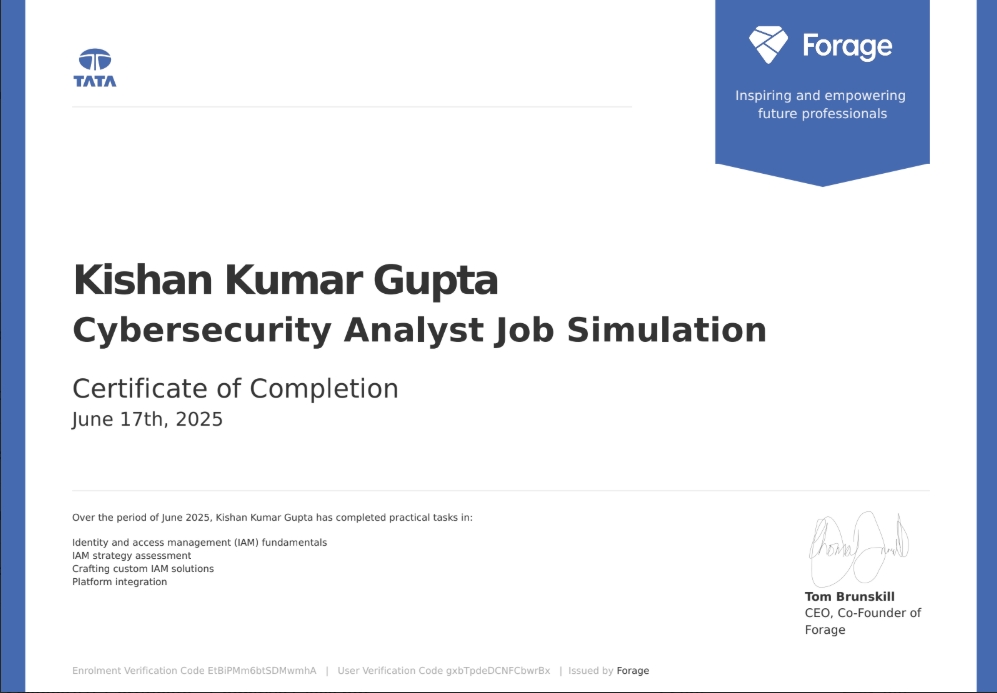 TATA
Forage
Inspiring and empowering
future professionals
Kishan Kumar Gupta
Cybersecurity Analyst Job Simulation
Certificate of Completion
June 17th, 2025
Over the period of June 2025, Kishan Kumar Gupta has completed practical tasks in:
Identity and access management (IAM) fundamentals
IAM strategy assessment
Crafting custom IAM solutions
Platform integration
Tom Brunskill
CEO, Co-Founder of
Forage
Enrolment Verification Code EtBiPMm6btSDMwmhA | User Verification Code gxbTpdeDCNFCbwrBx | Issued by Forage